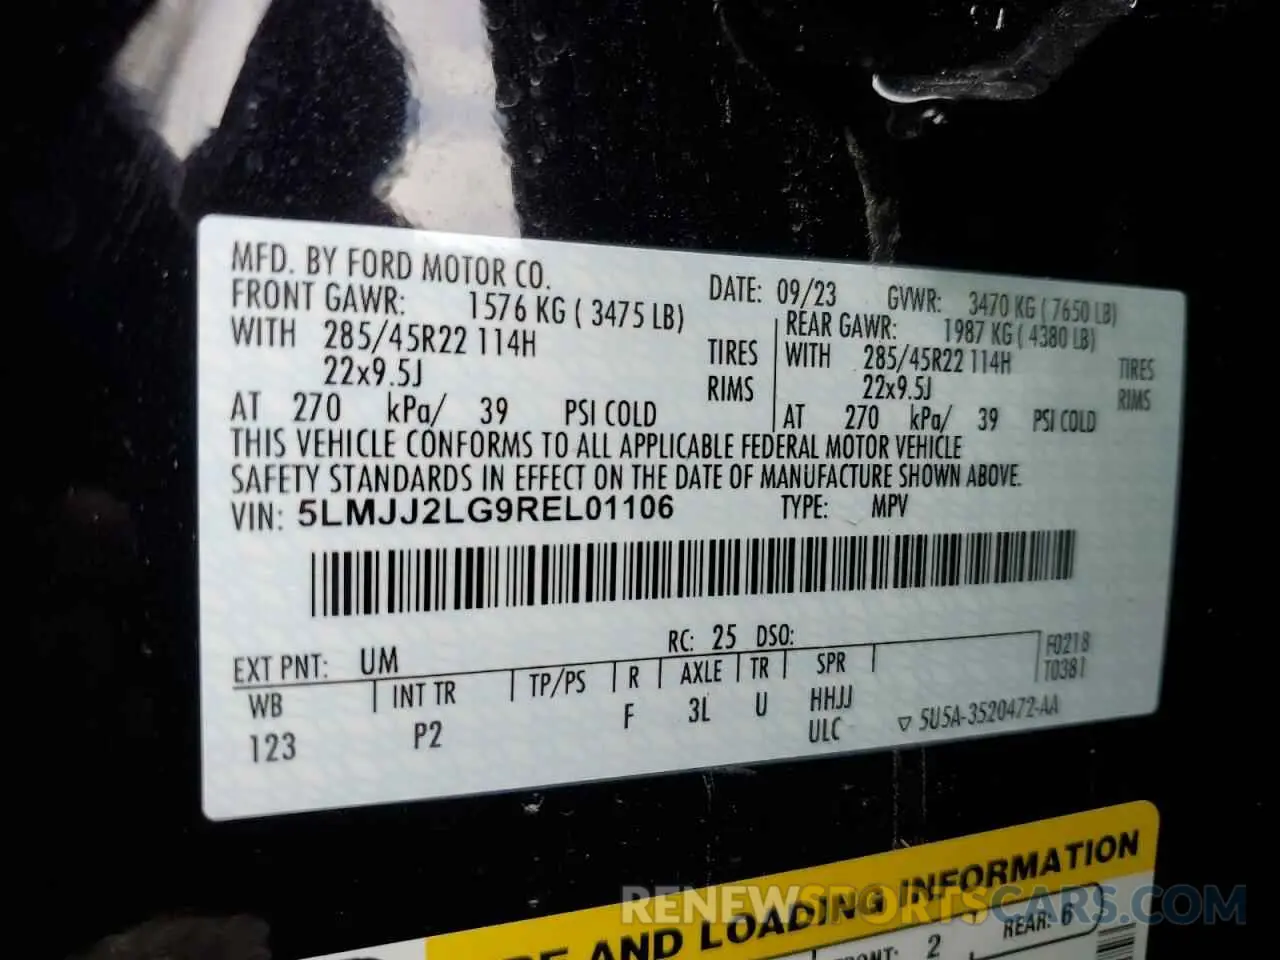 MFD. BY FORD MOTOR CO.
DATE: 09/23 GVWR: 3470 KG ( 7650 LB)
FRONT GAWR: 1576 KG ( 3475 LB)
REAR GAWR: 1987 KG ( 4380 LB)
WITH 285/45R22 114H TIRES
WITH 285/45R22 114H TIRES
22x9.5J RIMS
22x9.5J RIMS
AT 270 kPa/ 39 PSI COLD
AT 270 kPa/ 39 PSI COLD
THIS VEHICLE CONFORMS TO ALL APPLICABLE FEDERAL MOTOR VEHICLE
SAFETY STANDARDS IN EFFECT ON THE DATE OF MANUFACTURE SHOWN ABOVE.
VIN: 5LMJJ2LG9REL01106 TYPE: MPV
EXT PNT: UM RC: 25 DSO: F0218
WB INT TR TP/PS R AXLE TR SPR T0381
123 P2 F 3L U HHJJ
ULC ▽ 5U5A-3520472-AA
AND LOADING INFORMATION
2 REAR: 6
RENEWSPORTSCARS.COM